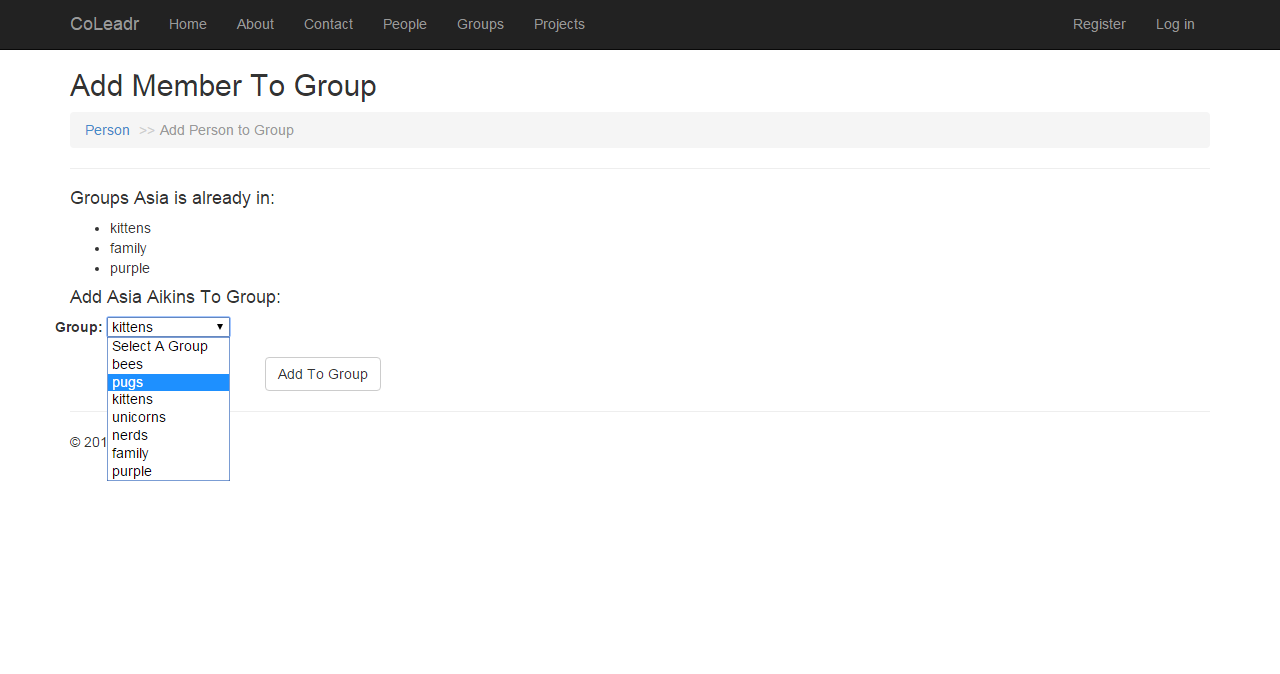 CoLeadr Home About Contact People Groups Projects Register Log in
Add Member To Group
Person >> Add Person to Group
Groups Asia is already in:
• kittens
• family
• purple
Add Asia Aikins To Group:
Group: kittens
Select A Group
bees
pugs
kittens
unicorns
nerds
family
purple
Add To Group
© 201